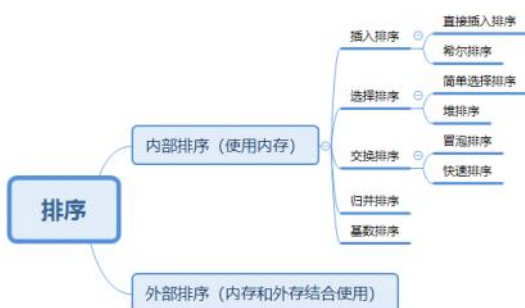 排序
内部排序（使用内存）
插入排序
直接插入排序
希尔排序
选择排序
简单选择排序
堆排序
交换排序
冒泡排序
快速排序
归并排序
基数排序
外部排序（内存和外存结合使用）